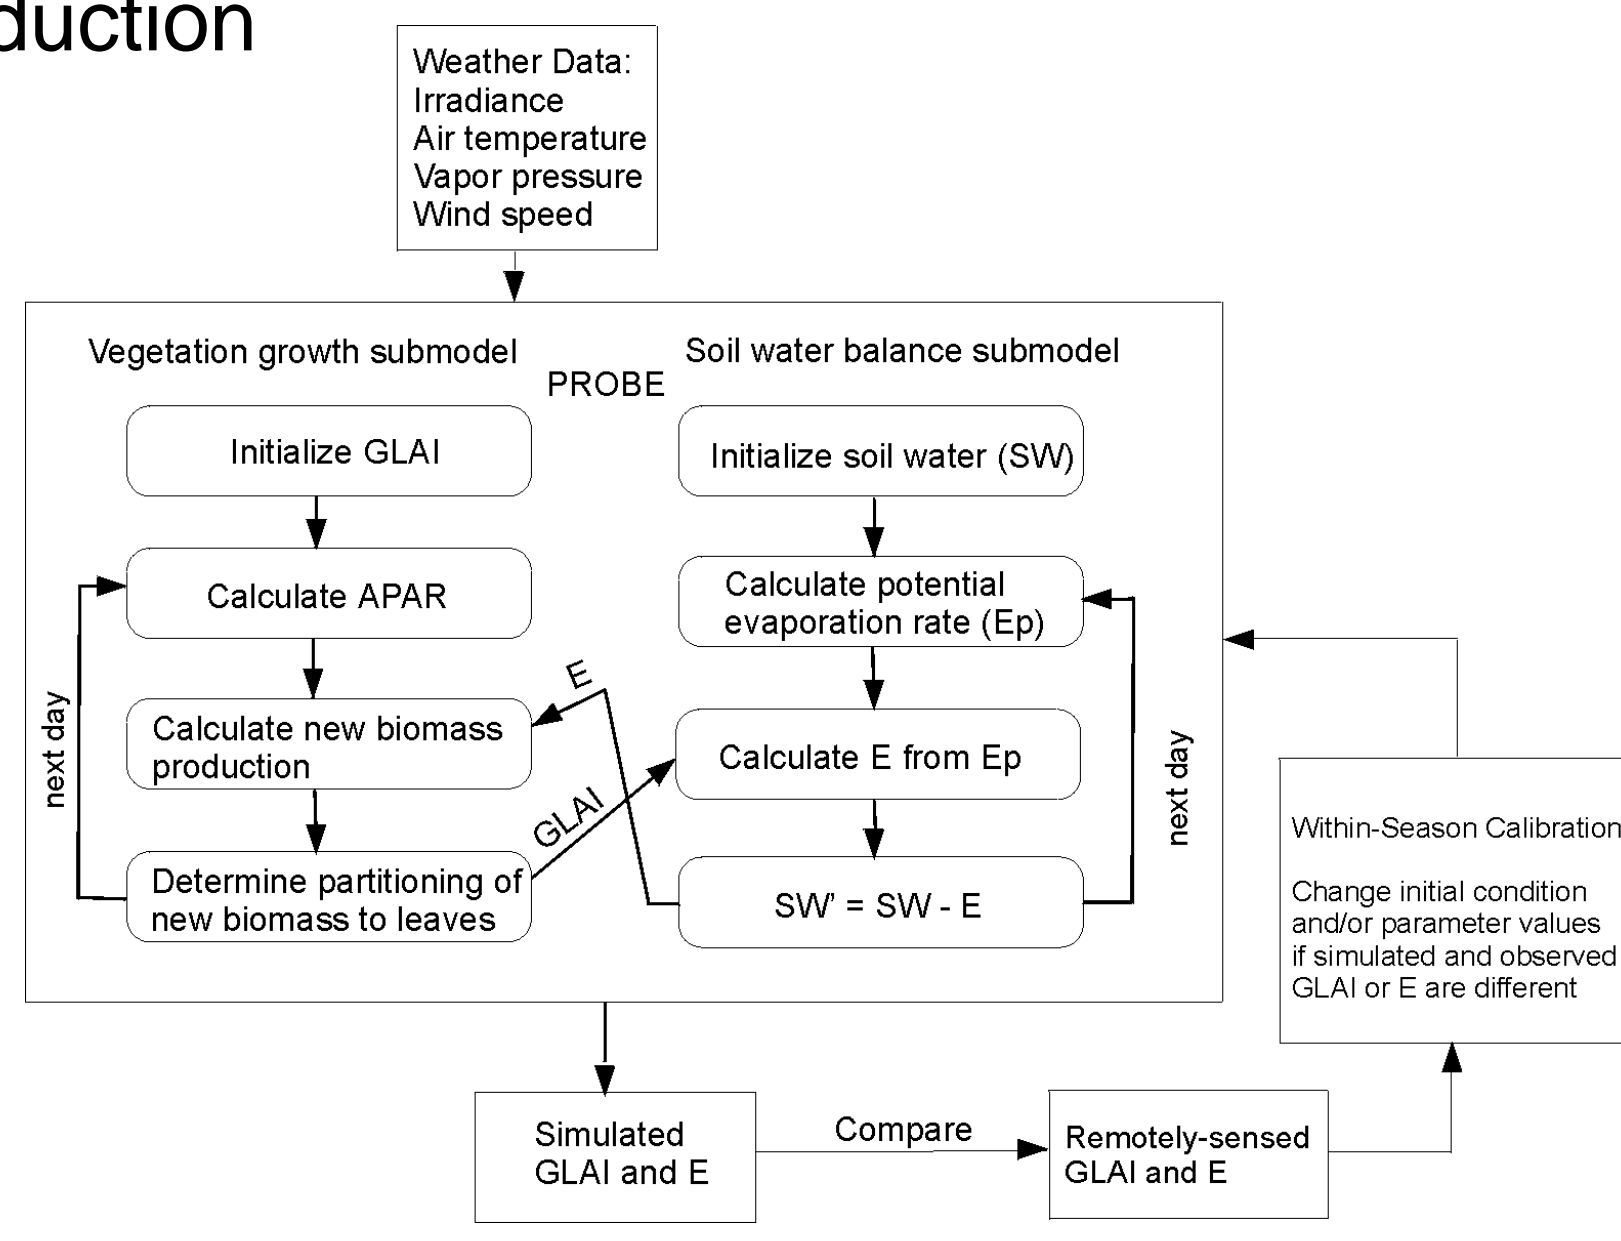 duction
Weather Data:
Irradiance
Air temperature
Vapor pressure
Wind speed
Vegetation growth submodel
Soil water balance submodel
PROBE
Initialize GLAI
Initialize soil water (SW)
Calculate APAR
Calculate potential
evaporation rate (Ep)
E
next day
Calculate new biomass
production
Calculate E from Ep
next day
GLAI
Determine partitioning of
new biomass to leaves
SW’ = SW - E
Within-Season Calibration
Change initial condition
and/or parameter values
if simulated and observed
GLAI or E are different
Simulated
GLAI and E
Compare
Remotely-sensed
GLAI and E